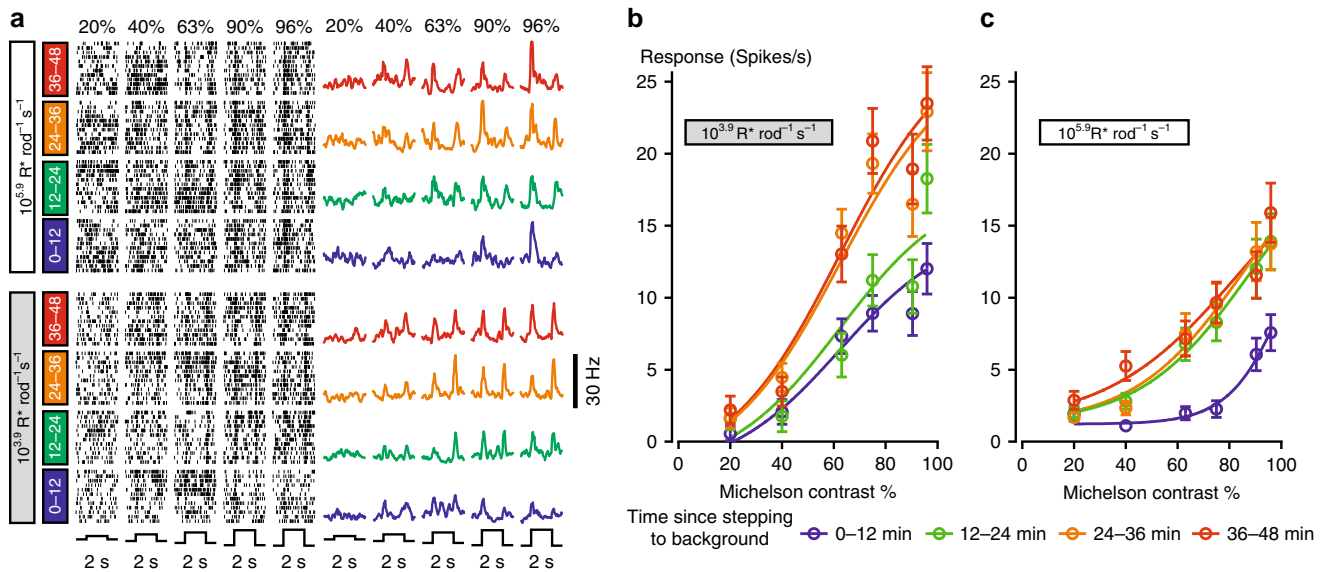 a
20% 40% 63% 90% 96% 20% 40% 63% 90% 96%
10^5.9 R* rod^−1 s^−1
36–48
24–36
12–24
0–12
10^3.9 R* rod^−1 s^−1
36–48
24–36
12–24
0–12
30 Hz
2 s 2 s 2 s 2 s 2 s 2 s 2 s 2 s 2 s 2 s
b
Response (Spikes/s)
10^3.9 R* rod^−1 s^−1
25
20
15
10
5
0
0 20 40 60 80 100
Michelson contrast %
c
10^5.9 R* rod^−1 s^−1
25
20
15
10
5
0
0 20 40 60 80 100
Michelson contrast %
Time since stepping
to background
0–12 min 12–24 min 24–36 min 36–48 min